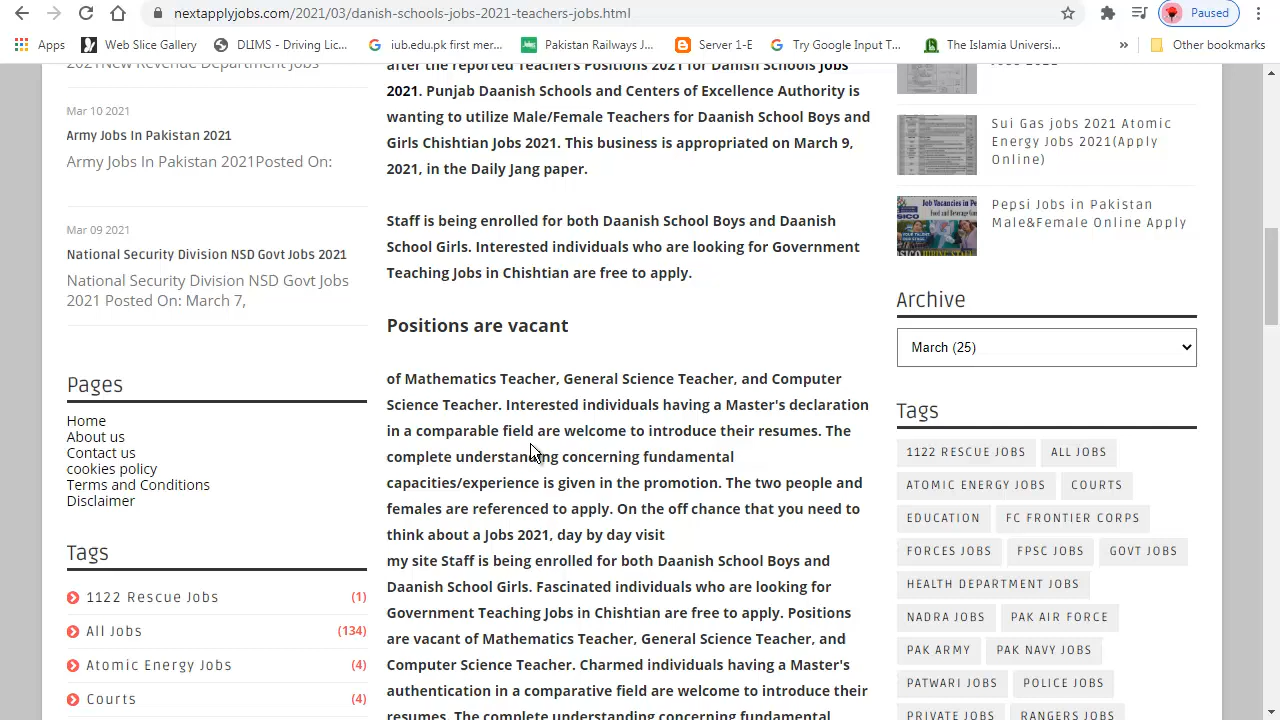 nextapplyjobs.com/2021/03/danish-schools-jobs-2021-teachers-jobs.html
Paused
Apps
Web Slice Gallery
DLIMS - Driving Lic...
iub.edu.pk first mer...
Pakistan Railways J...
Server 1-E
Try Google Input T...
The Islamia Universi...
»
Other bookmarks
2021New Revenue Department Jobs
Mar 10 2021
Army Jobs In Pakistan 2021
Army Jobs In Pakistan 2021Posted On:
Mar 09 2021
National Security Division NSD Govt Jobs 2021
National Security Division NSD Govt Jobs
2021 Posted On: March 7,
Pages
Home
About us
Contact us
cookies policy
Terms and Conditions
Disclaimer
Tags
1122 Rescue Jobs (1)
All Jobs (134)
Atomic Energy Jobs (4)
Courts (4)
after the reported Teachers Positions 2021 for Danish Schools Jobs
2021. Punjab Daanish Schools and Centers of Excellence Authority is
wanting to utilize Male/Female Teachers for Daanish School Boys and
Girls Chishtian Jobs 2021. This business is appropriated on March 9,
2021, in the Daily Jang paper.
Staff is being enrolled for both Daanish School Boys and Daanish
School Girls. Interested individuals who are looking for Government
Teaching Jobs in Chishtian are free to apply.
Positions are vacant
of Mathematics Teacher, General Science Teacher, and Computer
Science Teacher. Interested individuals having a Master's declaration
in a comparable field are welcome to introduce their resumes. The
complete understanding concerning fundamental
capacities/experience is given in the promotion. The two people and
females are referenced to apply. On the off chance that you need to
think about a Jobs 2021, day by day visit
my site Staff is being enrolled for both Daanish School Boys and
Daanish School Girls. Fascinated individuals who are looking for
Government Teaching Jobs in Chishtian are free to apply. Positions
are vacant of Mathematics Teacher, General Science Teacher, and
Computer Science Teacher. Charmed individuals having a Master's
authentication in a comparative field are welcome to introduce their
resumes. The complete understanding concerning fundamental
Jobs 2021
Sui Gas jobs 2021 Atomic
Energy Jobs 2021(Apply
Online)
Pepsi Jobs in Pakistan
Male&Female Online Apply
Archive
March (25)
Tags
1122 RESCUE JOBS
ALL JOBS
ATOMIC ENERGY JOBS
COURTS
EDUCATION
FC FRONTIER CORPS
FORCES JOBS
FPSC JOBS
GOVT JOBS
HEALTH DEPARTMENT JOBS
NADRA JOBS
PAK AIR FORCE
PAK ARMY
PAK NAVY JOBS
PATWARI JOBS
POLICE JOBS
PRIVATE JOBS
RANGERS JOBS